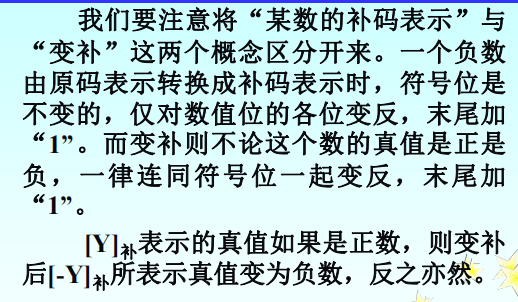 我们要注意将“某数的补码表示”与
“变补”这两个概念区分开来。一个负数
由原码表示转换成补码表示时，符号位是
不变的，仅对数值位的各位变反，末尾加
“1”。而变补则不论这个数的真值是正是
负，一律连同符号位一起变反，末尾加
“1”。
[Y]补表示的真值如果是正数，则变补
后[-Y]补所表示真值变为负数，反之亦然。